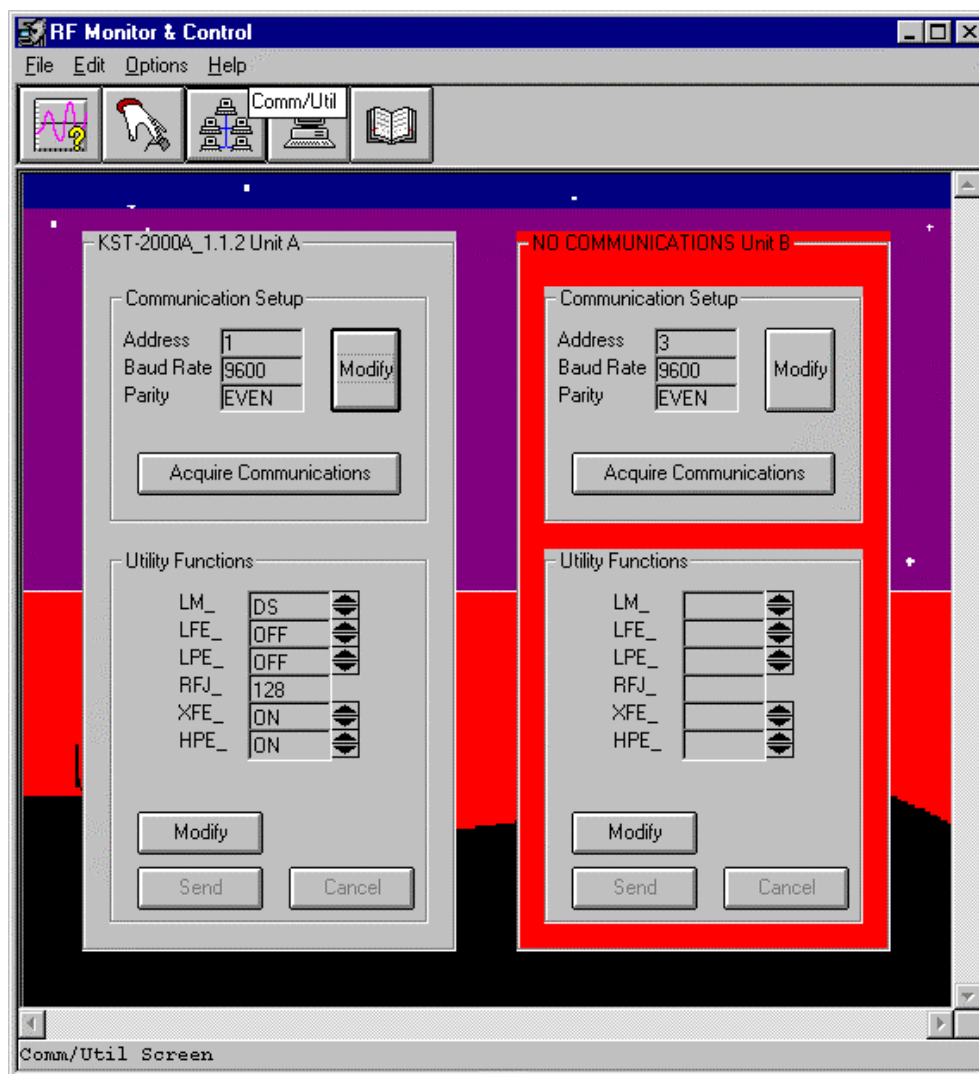 RF Monitor & Control
File Edit Options Help
Comm/Util
KST-2000A_1.1.2 Unit A
Communication Setup
Address 1
Baud Rate 9600
Parity EVEN
Modify
Acquire Communications
Utility Functions
LM_ DS
LFE_ OFF
LPE_ OFF
RFJ_ 128
XFE_ ON
HPE_ ON
Modify
Send Cancel
NO COMMUNICATIONS Unit B
Communication Setup
Address 3
Baud Rate 9600
Parity EVEN
Modify
Acquire Communications
Utility Functions
LM_
LFE_
LPE_
RFJ_
XFE_
HPE_
Modify
Send Cancel
Comm/Util Screen